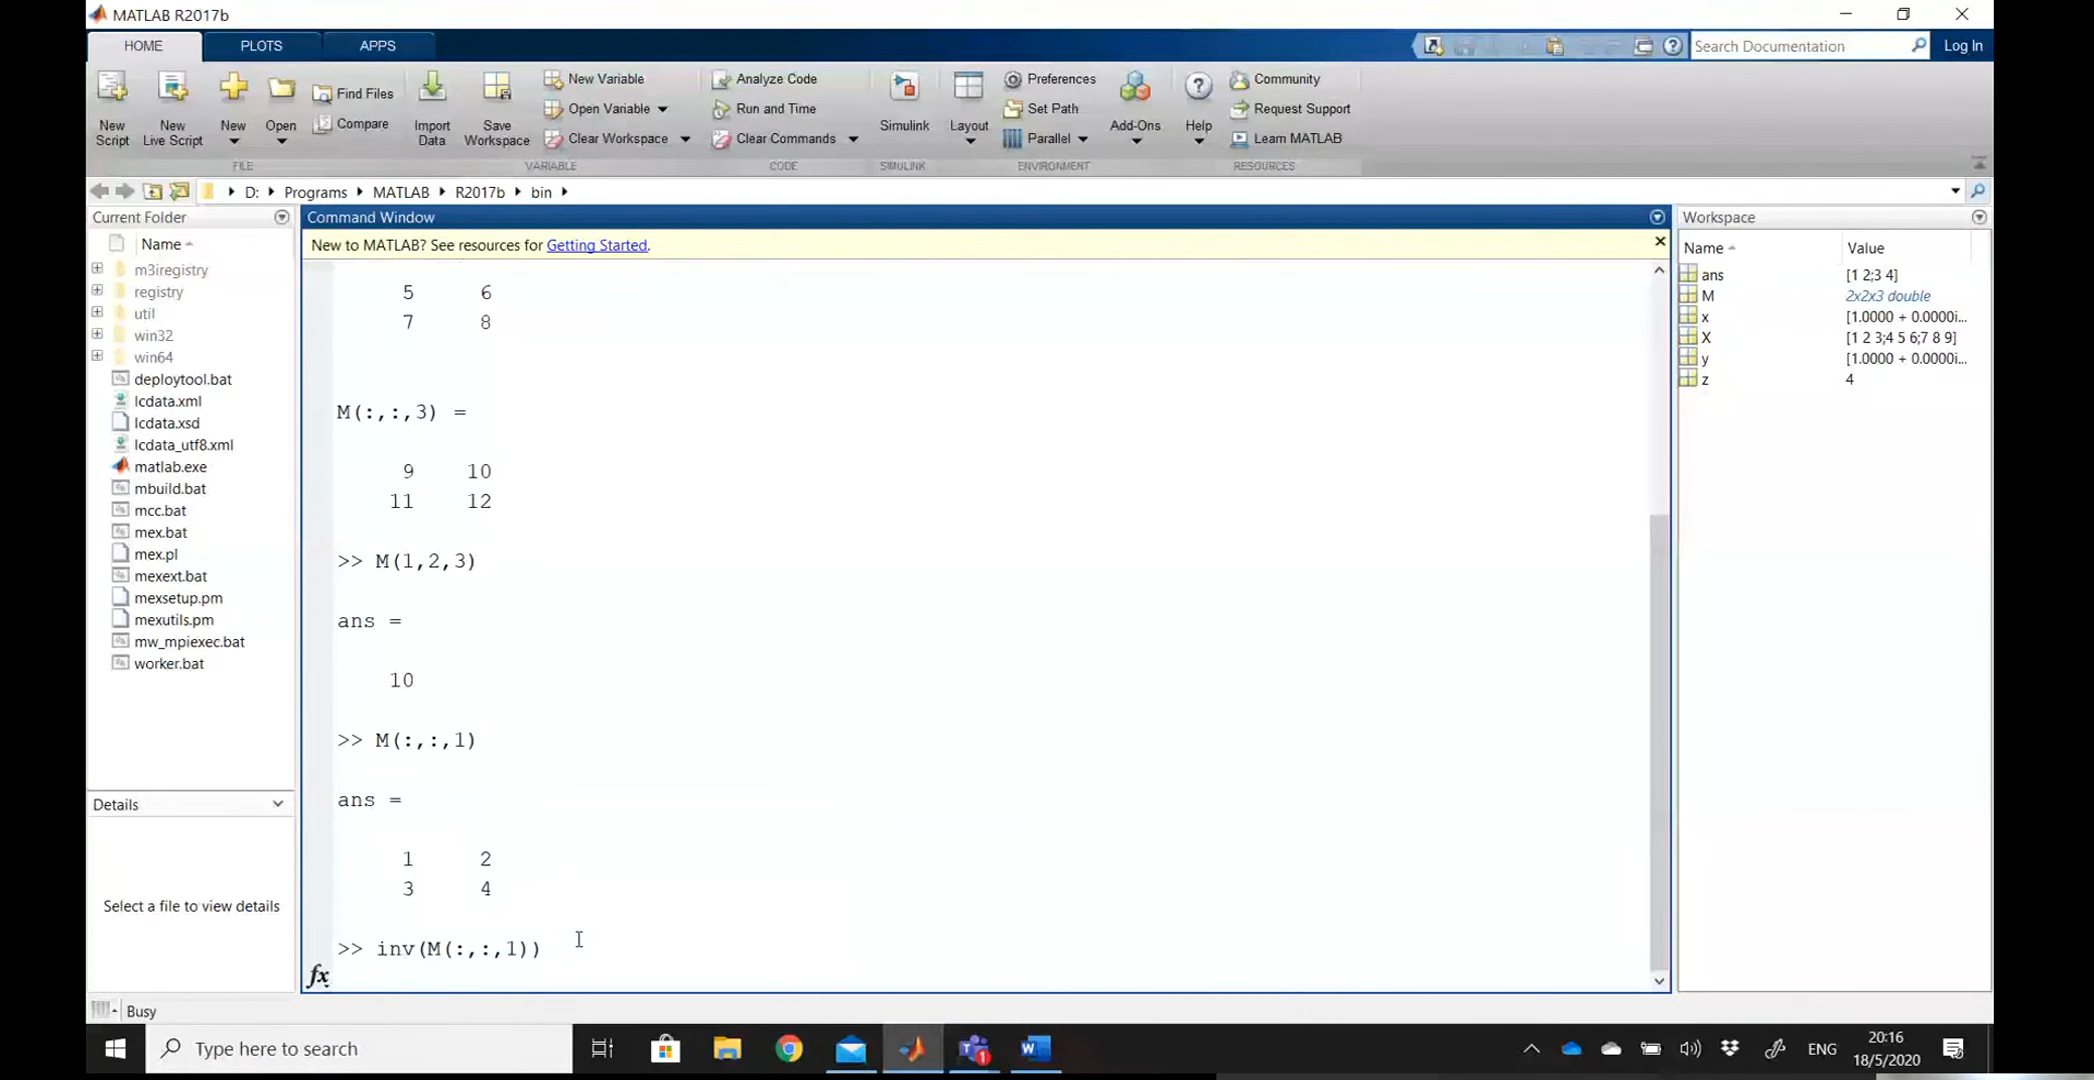 MATLAB R2017b
HOME PLOTS APPS
Search Documentation Log In
New Script
New Live Script
New
Open
Find Files
Compare
Import Data
Save Workspace
New Variable
Open Variable
Clear Workspace
Analyze Code
Run and Time
Clear Commands
Simulink
Layout
Preferences
Set Path
Parallel
Add-Ons
Help
Community
Request Support
Learn MATLAB
FILE VARIABLE CODE SIMULINK ENVIRONMENT RESOURCES
D: Programs MATLAB R2017b bin
Current Folder
Name
m3iregistry
registry
util
win32
win64
deploytool.bat
lcdata.xml
lcdata.xsd
lcdata_utf8.xml
matlab.exe
mbuild.bat
mcc.bat
mex.bat
mex.pl
mexext.bat
mexsetup.pm
mexutils.pm
mw_mpiexec.bat
worker.bat
Details
Select a file to view details
Command Window
New to MATLAB? See resources for Getting Started.
5 6
7 8
M(:,:,3) =
9 10
11 12
>> M(1,2,3)
ans =
10
>> M(:,:,1)
ans =
1 2
3 4
>> inv(M(:,:,1))
fx
Workspace
Name Value
ans [1 2;3 4]
M 2x2x3 double
x [1.0000 + 0.0000i...
X [1 2 3;4 5 6;7 8 9]
y [1.0000 + 0.0000i...
z 4
Busy
Type here to search
1
W
ENG
20:16
18/5/2020